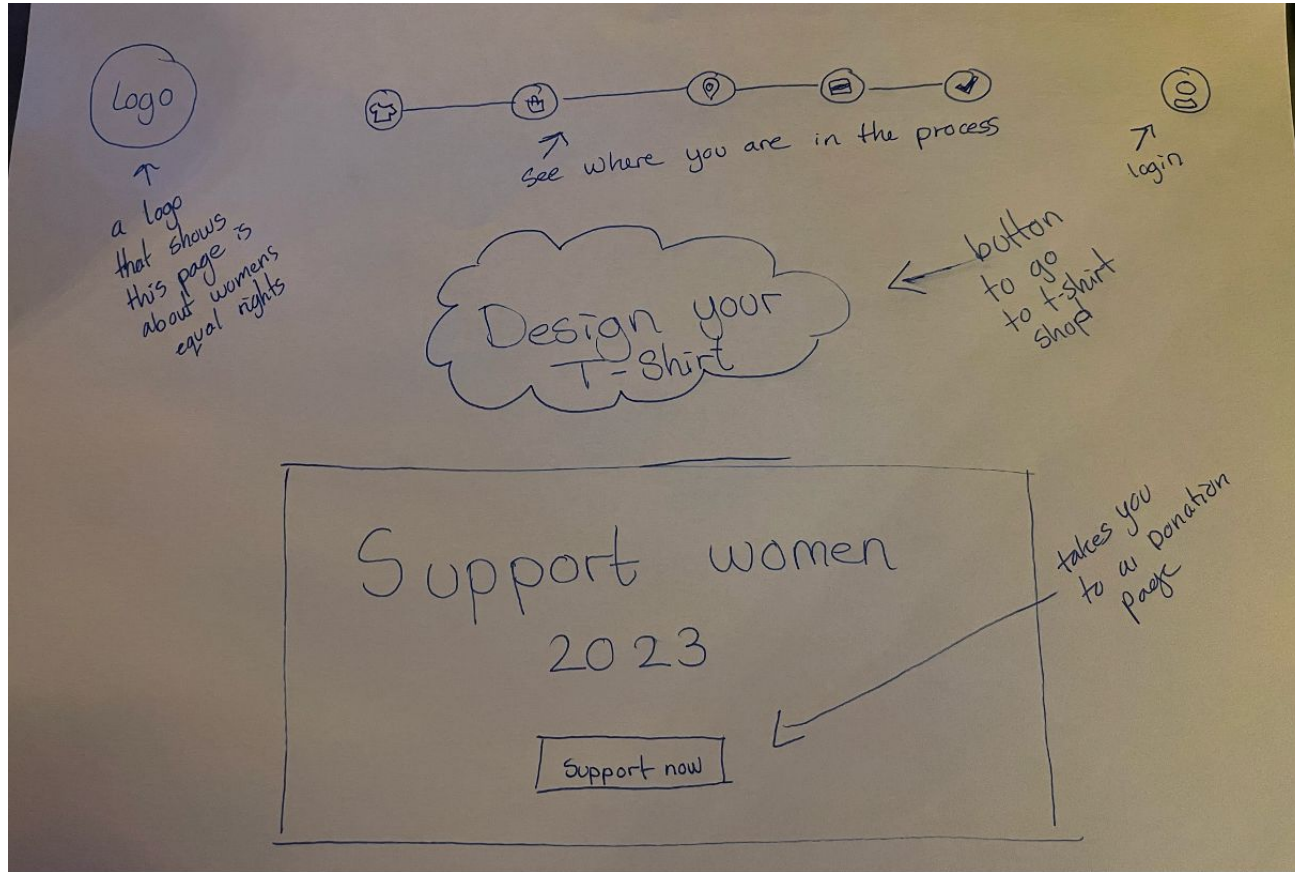 Logo
a logo
that shows
this page is
about womens
equal rights
see where you are in the process
login
Design your
T-Shirt
button
to go
to t-shirt
shop
Support women
2023
Support now
takes you
to a Donation
page